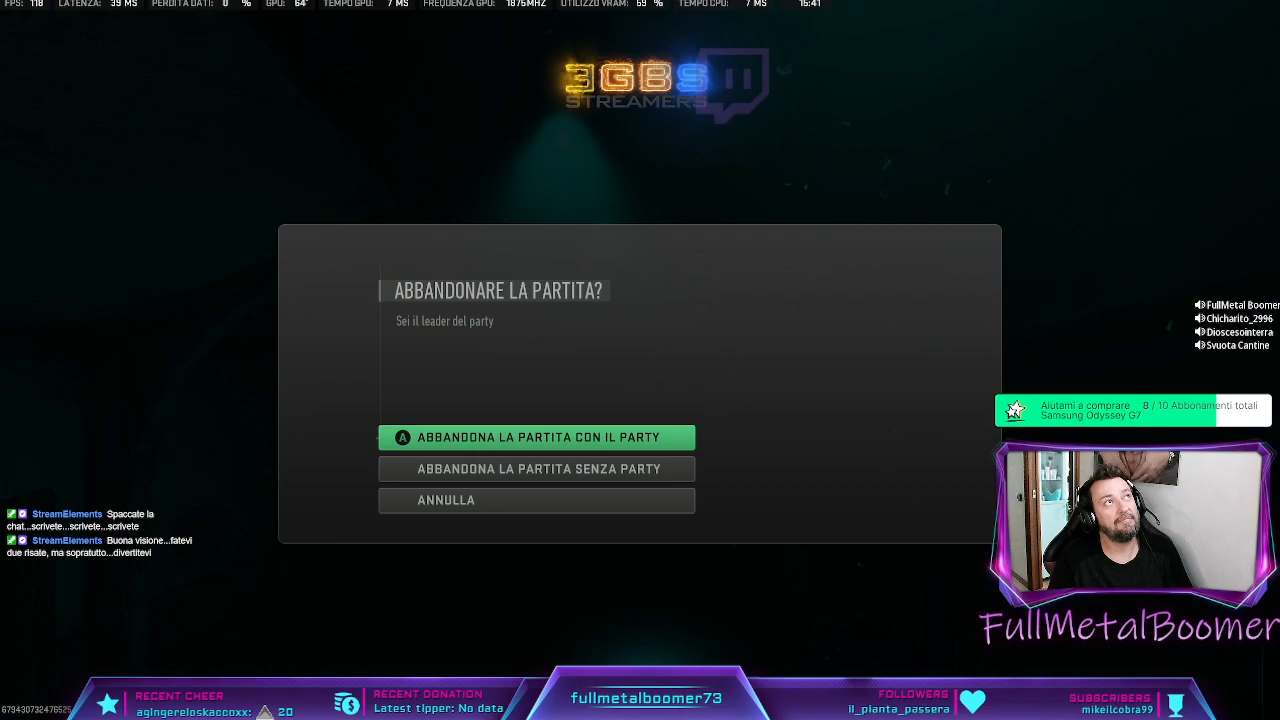 FPS: 118 LATENZA: 39 MS PERDITA DATI: 0 % GPU: 64° TEMPO GPU: 7 MS FREQUENZA GPU: 1875MHZ UTILIZZO VRAM: 59 % TEMPO CPU: 7 MS 15:41
3GBS
STREAMERS
ABBANDONARE LA PARTITA?
Sei il leader del party
A ABBANDONA LA PARTITA CON IL PARTY
ABBANDONA LA PARTITA SENZA PARTY
ANNULLA
FullMetal Boomer
Chicharito_2996
Dioscesointerra
Svuota Cantine
Aiutami a comprare 8 / 10 Abbonamenti totali
Samsung Odyssey G7
StreamElements Spaccate la
chat...scrivete...scrivete...scrivete
StreamElements Buona visione...fatevi
due risate, ma sopratutto...divertitevi
FullMetalBoomer
RECENT CHEER
agingereloskaccoxx: 20
RECENT DONATION
Latest tipper: No data
fullmetalboomer73
FOLLOWERS
il_pianta_passera
SUBSCRIBERS
mikeilcobra99